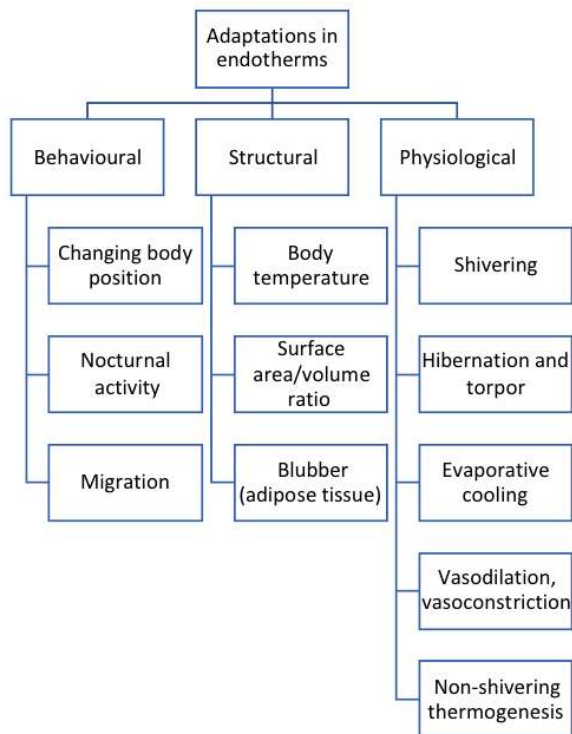 Adaptations in
endotherms
Behavioural
Structural
Physiological
Changing body
position
Nocturnal
activity
Migration
Body
temperature
Surface
area/volume
ratio
Blubber
(adipose tissue)
Shivering
Hibernation and
torpor
Evaporative
cooling
Vasodilation,
vasoconstriction
Non-shivering
thermogenesis